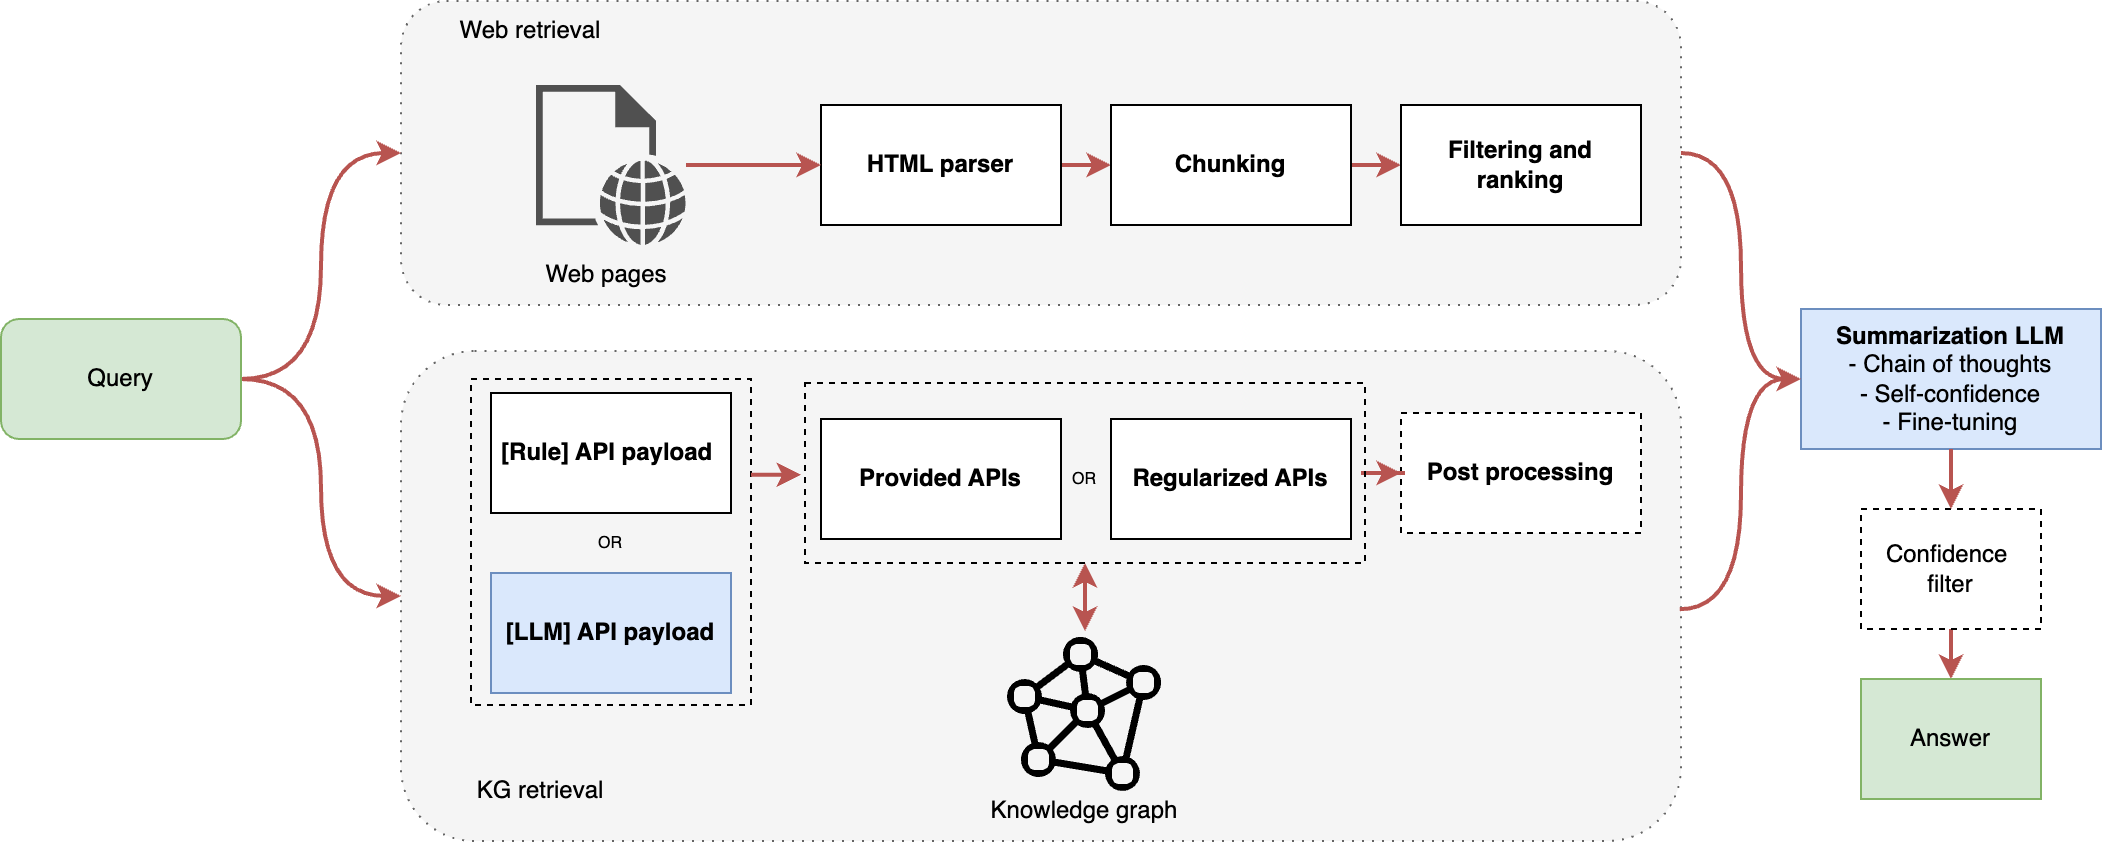 Web retrieval
Web pages
HTML parser
Chunking
Filtering and
ranking
Query
[Rule] API payload
OR
[LLM] API payload
Provided APIs
OR
Regularized APIs
Post processing
KG retrieval
Knowledge graph
Summarization LLM
- Chain of thoughts
- Self-confidence
- Fine-tuning
Confidence
filter
Answer